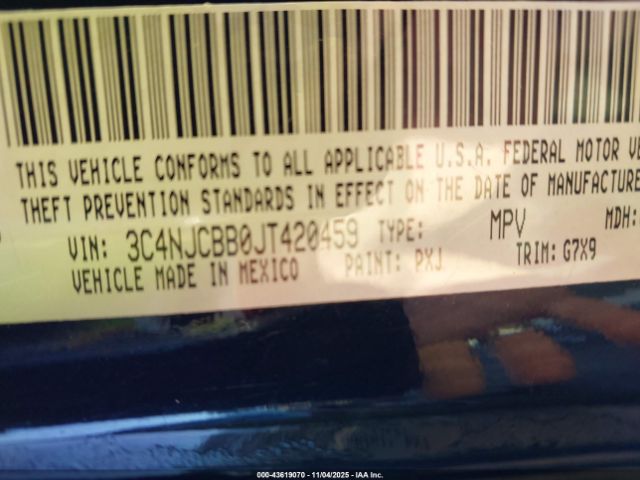 THIS VEHICLE CONFORMS TO ALL APPLICABLE U.S.A. FEDERAL MOTOR VE
THEFT PREVENTION STANDARDS IN EFFECT ON THE DATE OF MANUFACTURE
VIN: 3C4NJCBB0JT420459 TYPE: MPV MDH:
VEHICLE MADE IN MEXICO PAINT: PXJ TRIM: G7X9
000-43619070 - 11/04/2025 - IAA Inc.